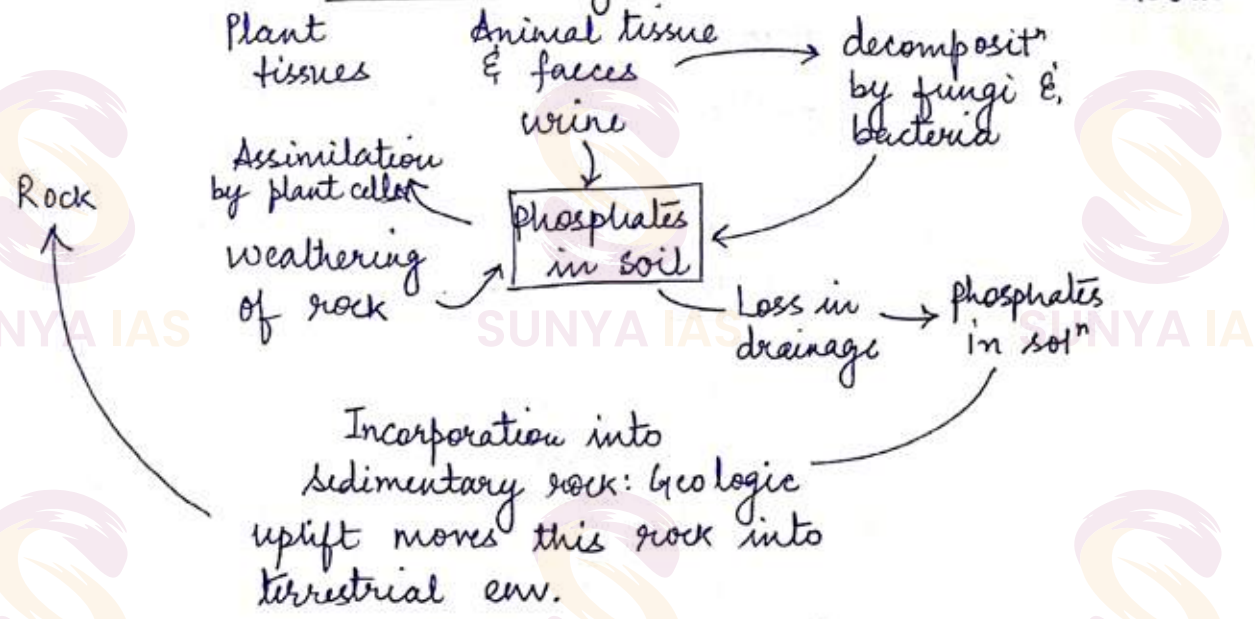 Plant
tissues
Animal tissue
& faeces
urine
decompositⁿ
by fungi &
bacteria
Assimilation
by plant cells
Rock
phosphates
in soil
weathering
of rock
Loss in
drainage
phosphates
in solⁿ
Incorporation into
sedimentary rock: Geologic
uplift moves this rock into
terrestrial env.
SUNYA IAS
SUNYA IAS
SUNYA IA